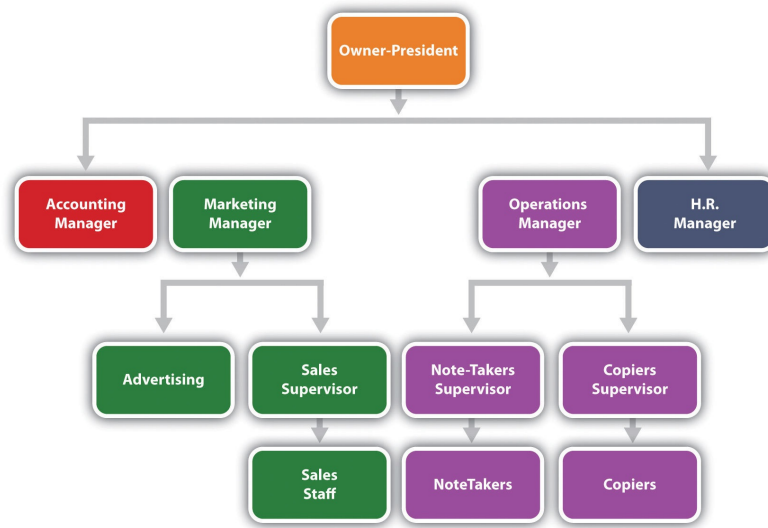 Owner-President
Accounting
Manager
Marketing
Manager
Operations
Manager
H.R.
Manager
Advertising
Sales
Supervisor
Note-Takers
Supervisor
Copiers
Supervisor
Sales
Staff
NoteTakers
Copiers